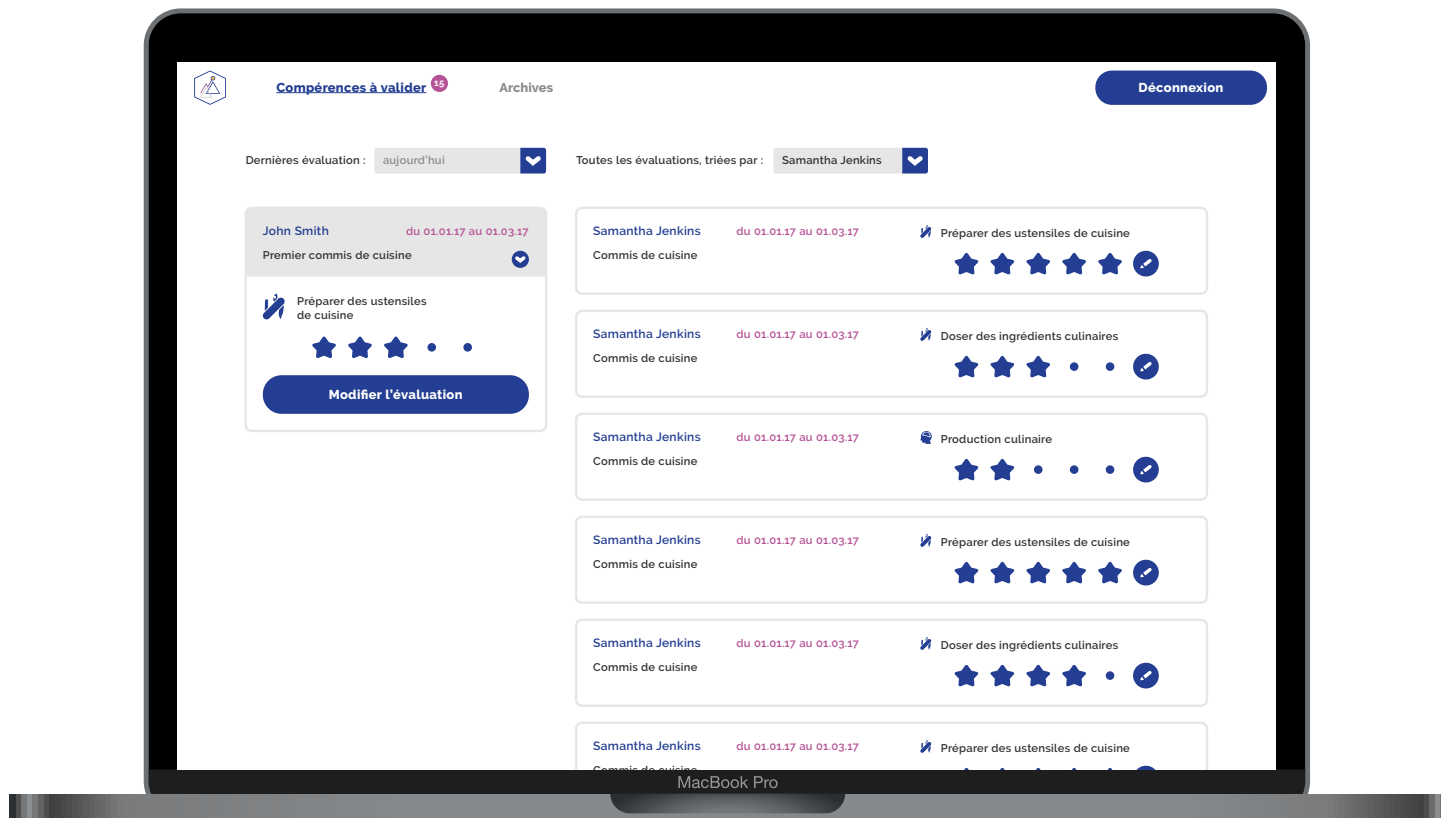 Compérences à valider 15
Archives
Déconnexion
Dernières évaluation : aujourd'hui
Toutes les évaluations, triées par : Samantha Jenkins
John Smith du 01.01.17 au 01.03.17
Premier commis de cuisine
Préparer des ustensiles
de cuisine
Modifier l'évaluation
Samantha Jenkins du 01.01.17 au 01.03.17 Préparer des ustensiles de cuisine
Commis de cuisine
Samantha Jenkins du 01.01.17 au 01.03.17 Doser des ingrédients culinaires
Commis de cuisine
Samantha Jenkins du 01.01.17 au 01.03.17 Production culinaire
Commis de cuisine
Samantha Jenkins du 01.01.17 au 01.03.17 Préparer des ustensiles de cuisine
Commis de cuisine
Samantha Jenkins du 01.01.17 au 01.03.17 Doser des ingrédients culinaires
Commis de cuisine
Samantha Jenkins du 01.01.17 au 01.03.17 Préparer des ustensiles de cuisine
Commis de cuisine
MacBook Pro